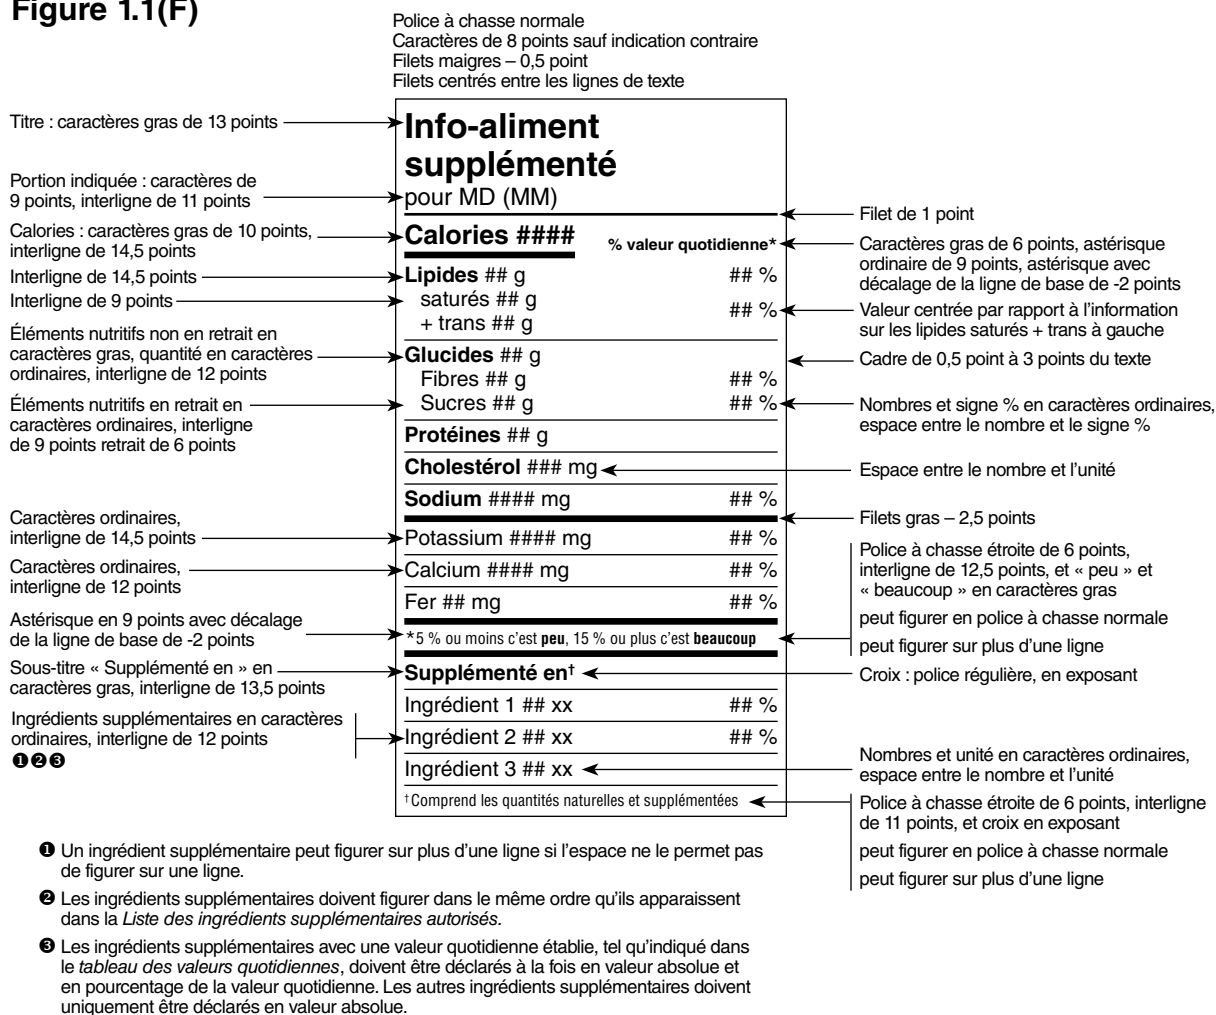 Figure 1.1(F)
Police à chasse normale
Caractères de 8 points sauf indication contraire
Filets maigres – 0,5 point
Filets centrés entre les lignes de texte
Titre : caractères gras de 13 points
Portion indiquée : caractères de
9 points, interligne de 11 points
Calories : caractères gras de 10 points,
interligne de 14,5 points
Interligne de 14,5 points
Interligne de 9 points
Éléments nutritifs non en retrait en
caractères gras, quantité en caractères
ordinaires, interligne de 12 points
Éléments nutritifs en retrait en
caractères ordinaires, interligne
de 9 points retrait de 6 points
Caractères ordinaires,
interligne de 14,5 points
Caractères ordinaires,
interligne de 12 points
Astérisque en 9 points avec décalage
de la ligne de base de -2 points
Sous-titre « Supplémenté en » en
caractères gras, interligne de 13,5 points
Ingrédients supplémentaires en caractères
ordinaires, interligne de 12 points
❶❷❸
Info-aliment
supplémenté
pour MD (MM)
Calories ####
% valeur quotidienne*
Lipides ## g ## %
saturés ## g
+ trans ## g
## %
Glucides ## g
Fibres ## g ## %
Sucres ## g ## %
Protéines ## g
Cholestérol ### mg
Sodium #### mg ## %
Potassium #### mg ## %
Calcium #### mg ## %
Fer ## mg ## %
*5 % ou moins c'est peu, 15 % ou plus c'est beaucoup
Supplémenté en†
Ingrédient 1 ## xx ## %
Ingrédient 2 ## xx ## %
Ingrédient 3 ## xx
†Comprend les quantités naturelles et supplémentées
Filet de 1 point
Caractères gras de 6 points, astérisque
ordinaire de 9 points, astérisque avec
décalage de la ligne de base de -2 points
Valeur centrée par rapport à l'information
sur les lipides saturés + trans à gauche
Cadre de 0,5 point à 3 points du texte
Nombres et signe % en caractères ordinaires,
espace entre le nombre et le signe %
Espace entre le nombre et l'unité
Filets gras – 2,5 points
Police à chasse étroite de 6 points,
interligne de 12,5 points, et « peu » et
« beaucoup » en caractères gras
peut figurer en police à chasse normale
peut figurer sur plus d'une ligne
Croix : police régulière, en exposant
Nombres et unité en caractères ordinaires,
espace entre le nombre et l'unité
Police à chasse étroite de 6 points, interligne
de 11 points, et croix en exposant
peut figurer en police à chasse normale
peut figurer sur plus d'une ligne
❶ Un ingrédient supplémentaire peut figurer sur plus d'une ligne si l'espace ne le permet pas
de figurer sur une ligne.
❷ Les ingrédients supplémentaires doivent figurer dans le même ordre qu'ils apparaissent
dans la Liste des ingrédients supplémentaires autorisés.
❸ Les ingrédients supplémentaires avec une valeur quotidienne établie, tel qu'indiqué dans
le tableau des valeurs quotidiennes, doivent être déclarés à la fois en valeur absolue et
en pourcentage de la valeur quotidienne. Les autres ingrédients supplémentaires doivent
uniquement être déclarés en valeur absolue.